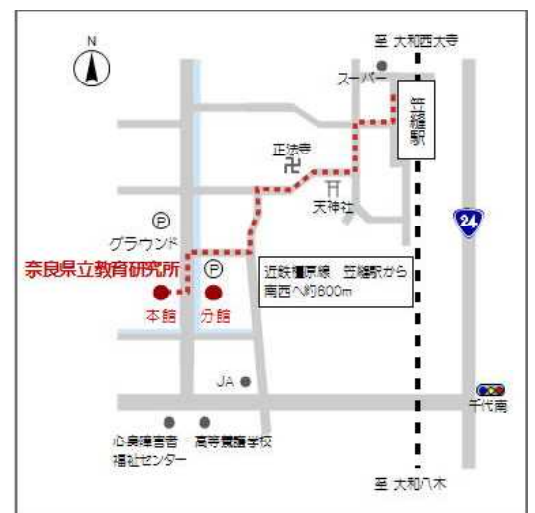 N
至 大和西大寺
スーパー
笠縫駅
正法寺
卍
天神社
24
P
グラウンド
奈良県立教育研究所
P
近鉄橿原線 笠縫駅から
南西へ約600m
本館
分館
JA
千代南
心身障害者
福祉センター
高等養護学校
至 大和八木